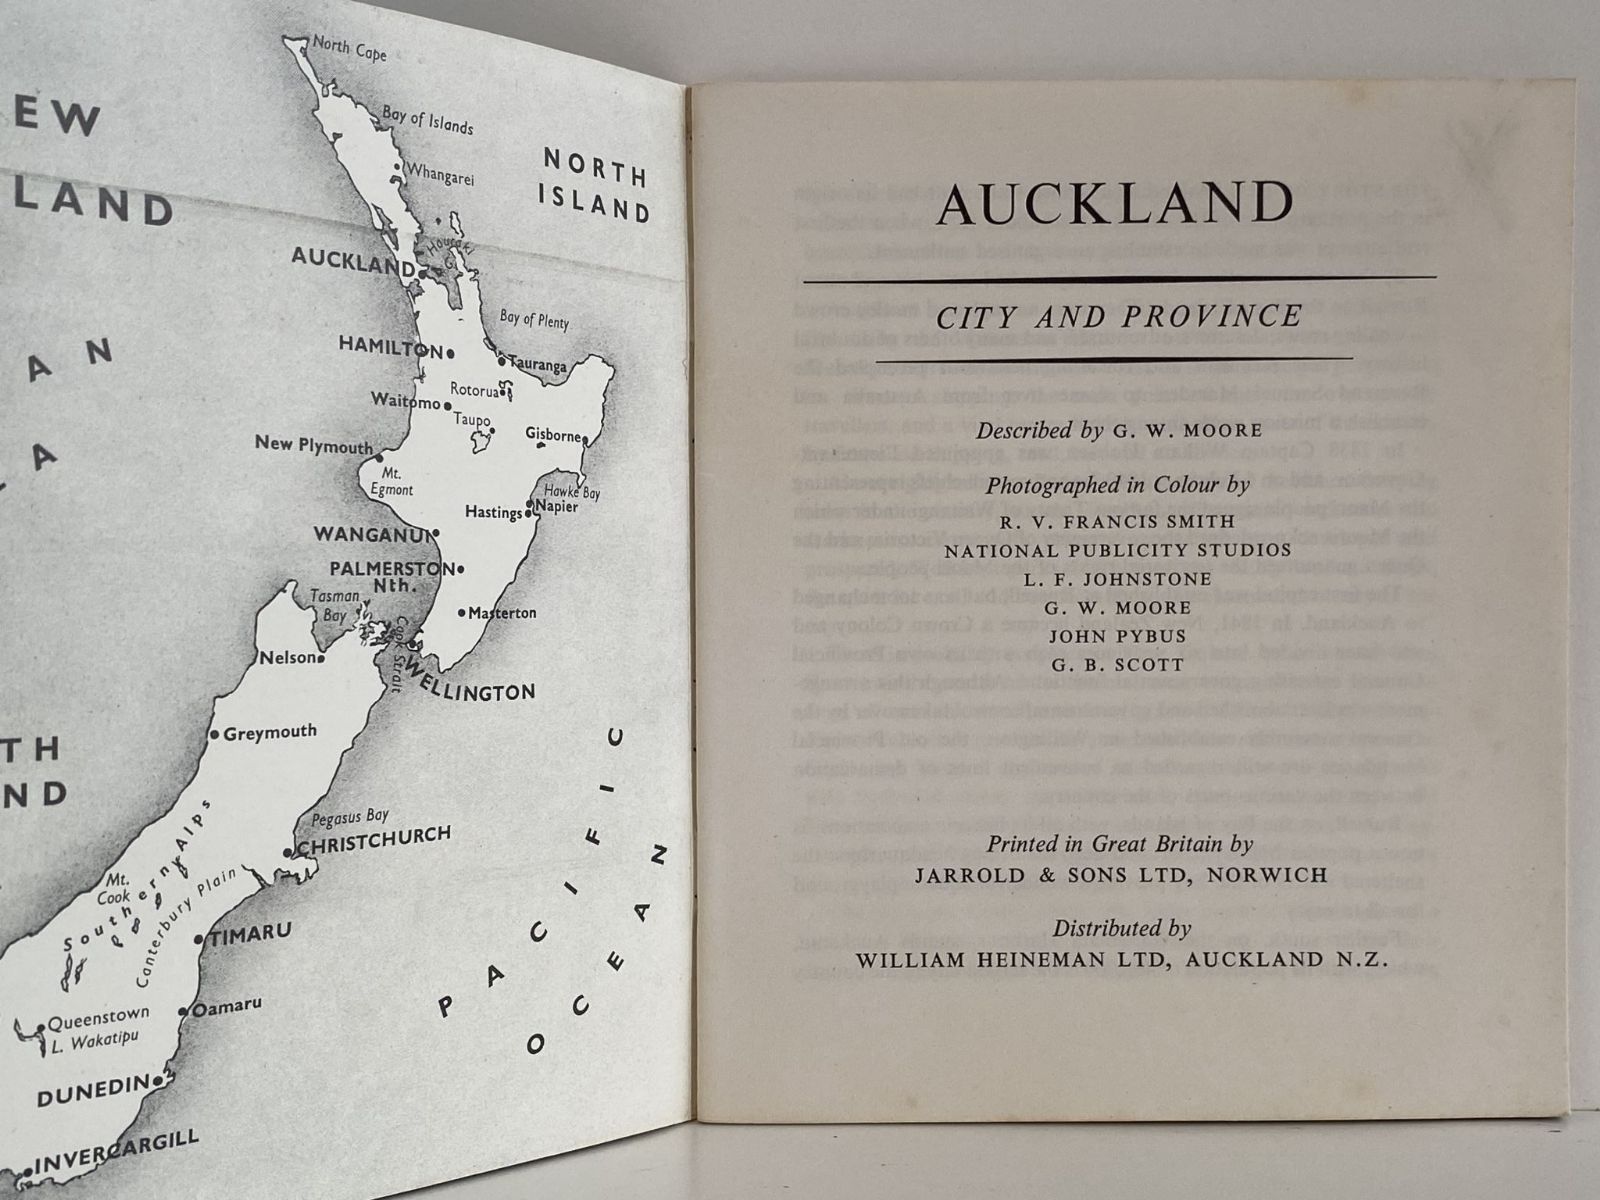 EW
LAND
A N
A
NORTH
ISLAND
North Cape
Bay of Islands
Whangarei
AUCKLAND
Bay of Plenty
HAMILTON
Tauranga
Rotorua
Waitomo
Taupo
Gisborne
New Plymouth
Mt.
Egmont
Hawke Bay
Napier
Hastings
WANGANUI
PALMERSTON
Nth.
Tasman
Bay
Masterton
Cook Strait
Nelson
WELLINGTON
Greymouth
TH
ND
Pegasus Bay
CHRISTCHURCH
Southern Alps
Mt.
Cook
Canterbury Plain
TIMARU
Queenstown
L. Wakatipu
Oamaru
DUNEDIN
INVERCARGILL
PACIFIC
OCEAN
AUCKLAND
CITY AND PROVINCE
Described by G. W. MOORE
Photographed in Colour by
R. V. FRANCIS SMITH
NATIONAL PUBLICITY STUDIOS
L. F. JOHNSTONE
G. W. MOORE
JOHN PYBUS
G. B. SCOTT
Printed in Great Britain by
JARROLD & SONS LTD, NORWICH
Distributed by
WILLIAM HEINEMAN LTD, AUCKLAND N.Z.